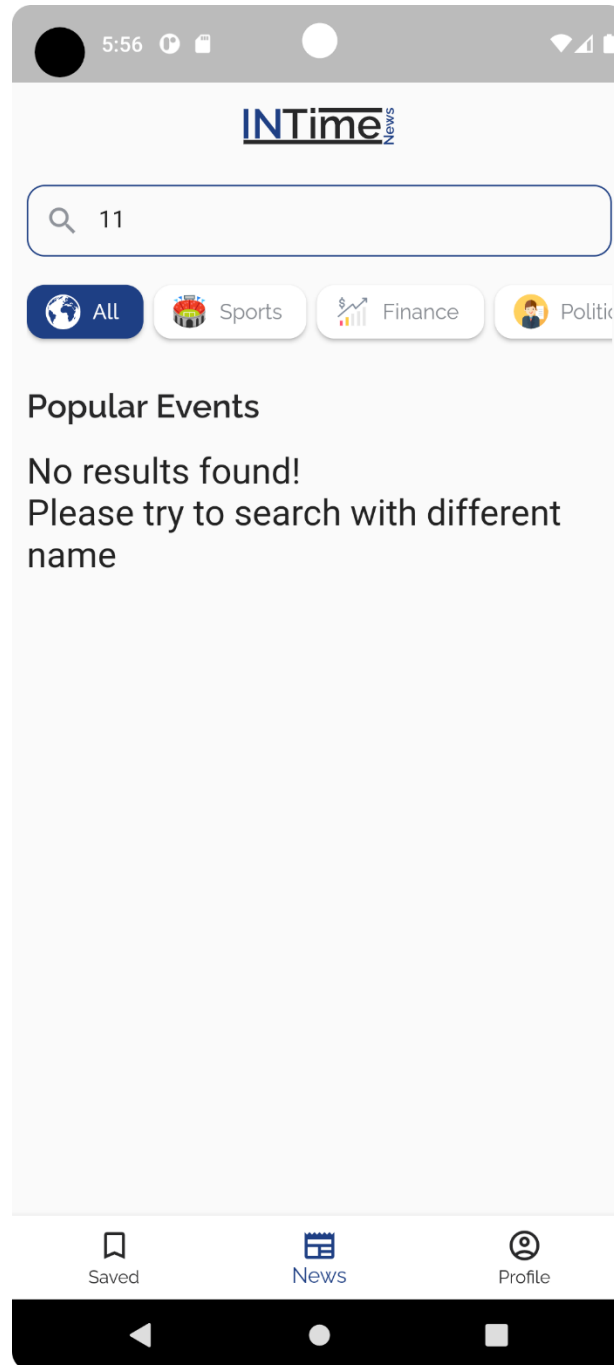 5:56
INTime News
11
All Sports Finance Politic
Popular Events
No results found!
Please try to search with different
name
Saved News Profile